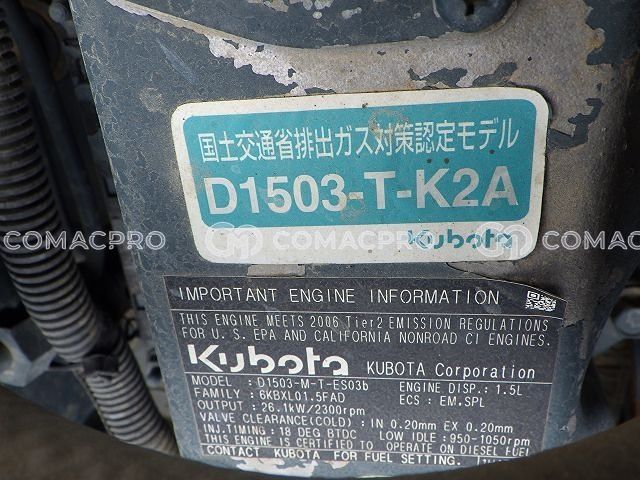 国土交通省排出ガス対策認定モデル
D1503-T-K2A
Kubota
COMACPRO COMACPRO COMACPRO
IMPORTANT ENGINE INFORMATION
THIS ENGINE MEETS 2006 Tier2 EMISSION REGULATIONS
FOR U. S. EPA AND CALIFORNIA NONROAD CI ENGINES.
Kubota KUBOTA Corporation
MODEL : D1503-M-T-ES03b ENGINE DISP. : 1.5L
FAMILY : 6KBXL01.5FAD ECS : EM,SPL
OUTPUT : 26.1kW/2300rpm
VALVE CLEARANCE(COLD) : IN 0.20mm EX 0.20mm
INJ.TIMING : 18 DEG BTDC LOW IDLE : 950-1050rpm
THIS ENGINE IS CERTIFIED TO OPERATE ON DIESEL FUEL
CONTACT KUBOTA FOR FUEL SETTING.